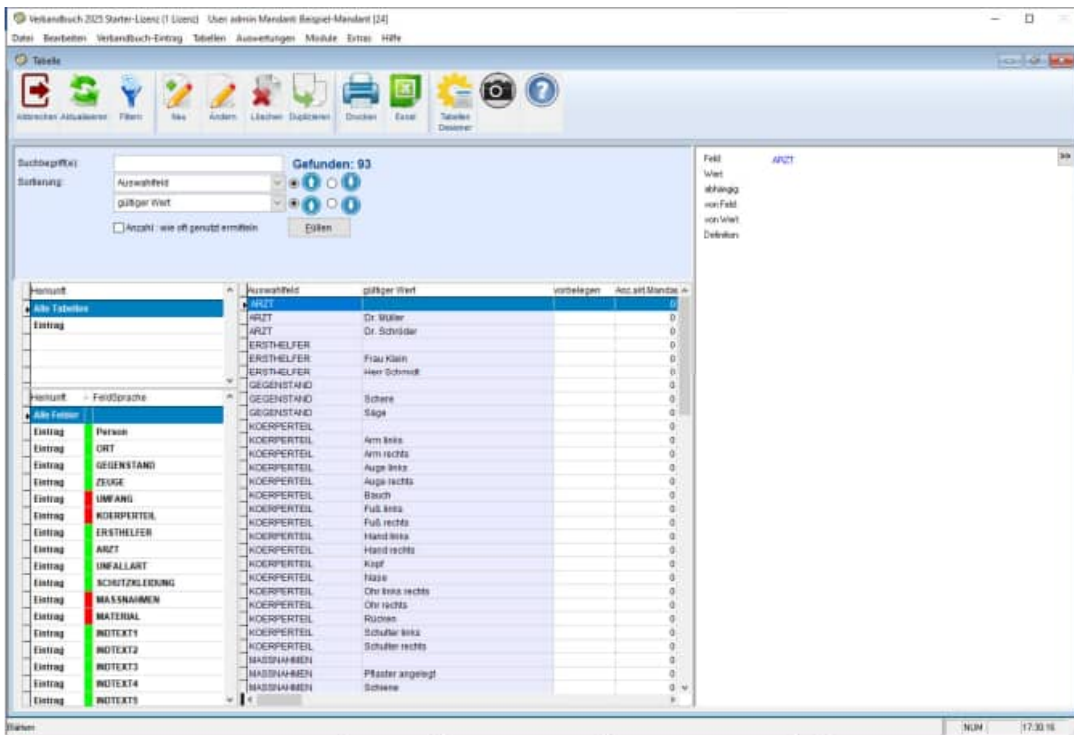 Verbandbuch 2025 Starter-Lizenz (1 Lizenz) User admin Mandant: Beispiel-Mandant [24]
Datei Bearbeiten Verbandbuch-Eintrag Tabellen Auswertungen Module Extras Hilfe
Tabelle
Abbrechen Aktualisieren Filtern Neu Ändern Löschen Duplizieren Drucken Excel Tabellen Designer
Suchbegriff(e): Gefunden: 93
Sortierung: Auswahlfeld
gültiger Wert
Anzahl : wie oft genutzt ermitteln Füllen
Feld ARZT >>
Wert
abhängig
von Feld
von Wert
Definition
Herkunft
Alle Tabellen
Eintrag
Herkunft FeldSprache
Alle Felder
Eintrag Person
Eintrag ORT
Eintrag GEGENSTAND
Eintrag ZEUGE
Eintrag UMFANG
Eintrag KOERPERTEIL
Eintrag ERSTHELFER
Eintrag ARZT
Eintrag UNFALLART
Eintrag SCHUTZKLEIDUNG
Eintrag MASSNAHMEN
Eintrag MATERIAL
Eintrag INDTEXT1
Eintrag INDTEXT2
Eintrag INDTEXT3
Eintrag INDTEXT4
Eintrag INDTEXT5
Auswahlfeld gültiger Wert vorbelegen Anz.akt.Mandan
ARZT 0
ARZT Dr. Müller 0
ARZT Dr. Schröder 0
ERSTHELFER 0
ERSTHELFER Frau Klein 0
ERSTHELFER Herr Schmidt 0
GEGENSTAND 0
GEGENSTAND Schere 0
GEGENSTAND Säge 0
KOERPERTEIL 0
KOERPERTEIL Arm links 0
KOERPERTEIL Arm rechts 0
KOERPERTEIL Auge links 0
KOERPERTEIL Auge rechts 0
KOERPERTEIL Bauch 0
KOERPERTEIL Fuß links 0
KOERPERTEIL Fuß rechts 0
KOERPERTEIL Hand links 0
KOERPERTEIL Hand rechts 0
KOERPERTEIL Kopf 0
KOERPERTEIL Nase 0
KOERPERTEIL Ohr links rechts 0
KOERPERTEIL Ohr rechts 0
KOERPERTEIL Rücken 0
KOERPERTEIL Schulter links 0
KOERPERTEIL Schulter rechts 0
MASSNAHMEN 0
MASSNAHMEN Pflaster angelegt 0
MASSNAHMEN Schiene 0
Blättern NUM 17:30:16